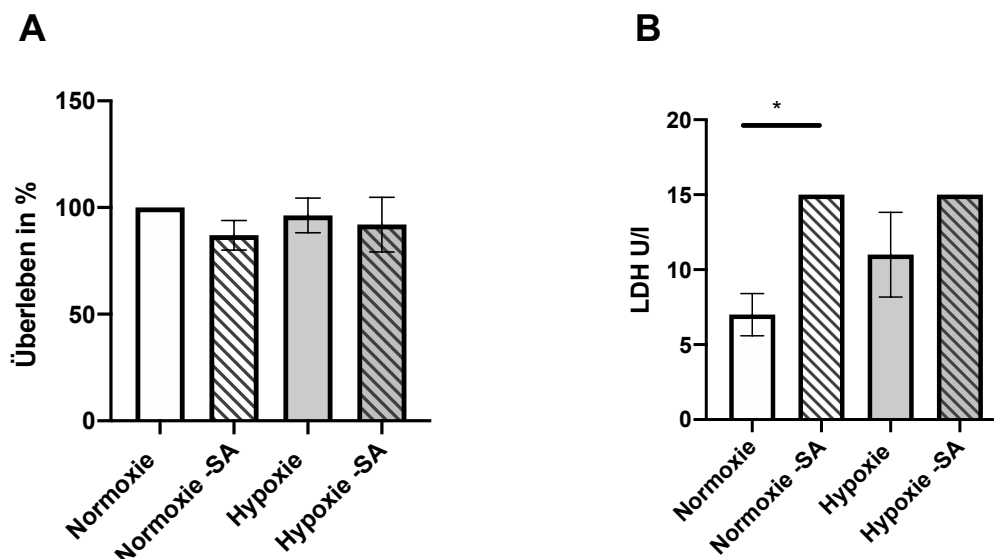 A
Überleben in %
150
100
50
0
Normoxie
Normoxie -SA
Hypoxie
Hypoxie -SA
B
LDH U/l
20
15
10
5
0
*
Normoxie
Normoxie -SA
Hypoxie
Hypoxie -SA